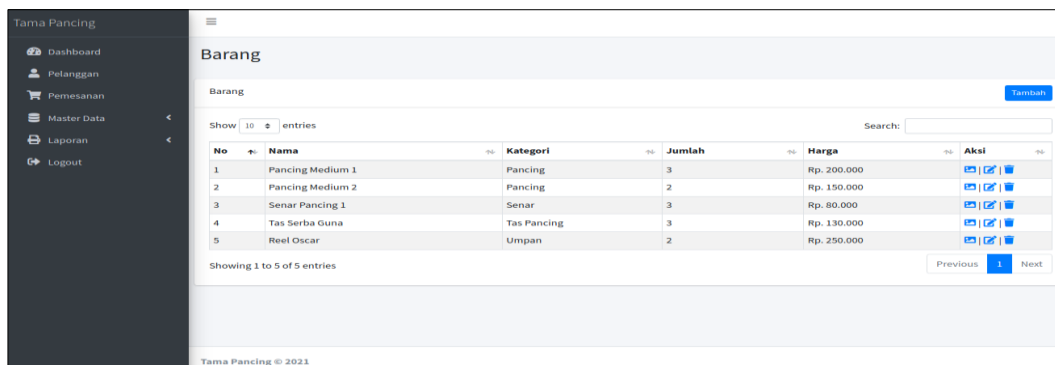 Tama Pancing
Dashboard
Pelanggan
Pemesanan
Master Data
Laporan
Logout
Barang
Barang
Tambah
Show 10 entries
Search:
No Nama Kategori Jumlah Harga Aksi
1 Pancing Medium 1 Pancing 3 Rp. 200.000 | |
2 Pancing Medium 2 Pancing 2 Rp. 150.000 | |
3 Senar Pancing 1 Senar 3 Rp. 80.000 | |
4 Tas Serba Guna Tas Pancing 3 Rp. 130.000 | |
5 Reel Oscar Umpan 2 Rp. 250.000 | |
Showing 1 to 5 of 5 entries
Previous 1 Next
Tama Pancing © 2021